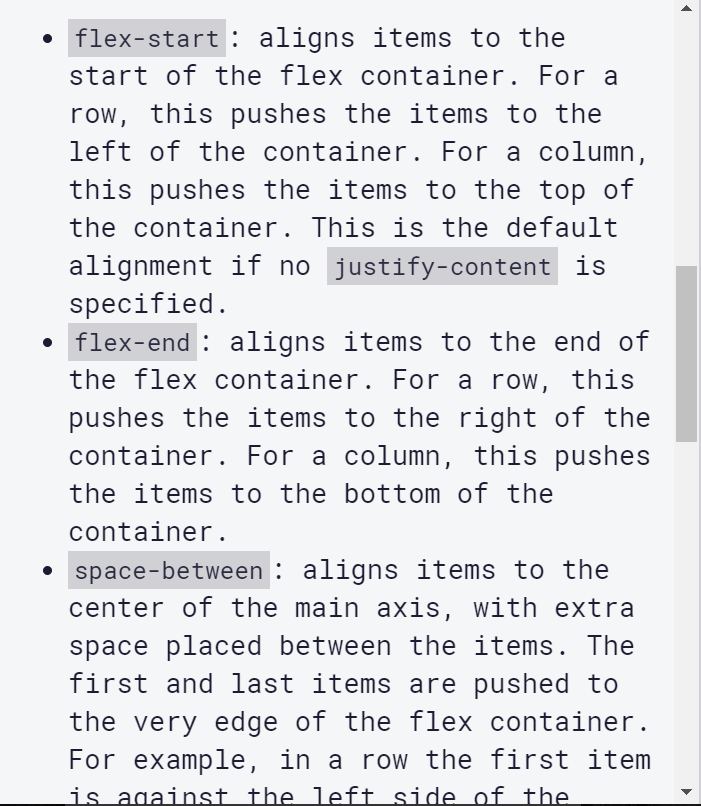 flex-start: aligns items to the
start of the flex container. For a
row, this pushes the items to the
left of the container. For a column,
this pushes the items to the top of
the container. This is the default
alignment if no justify-content is
specified.
flex-end: aligns items to the end of
the flex container. For a row, this
pushes the items to the right of the
container. For a column, this pushes
the items to the bottom of the
container.
space-between: aligns items to the
center of the main axis, with extra
space placed between the items. The
first and last items are pushed to
the very edge of the flex container.
For example, in a row the first item
is against the left side of the